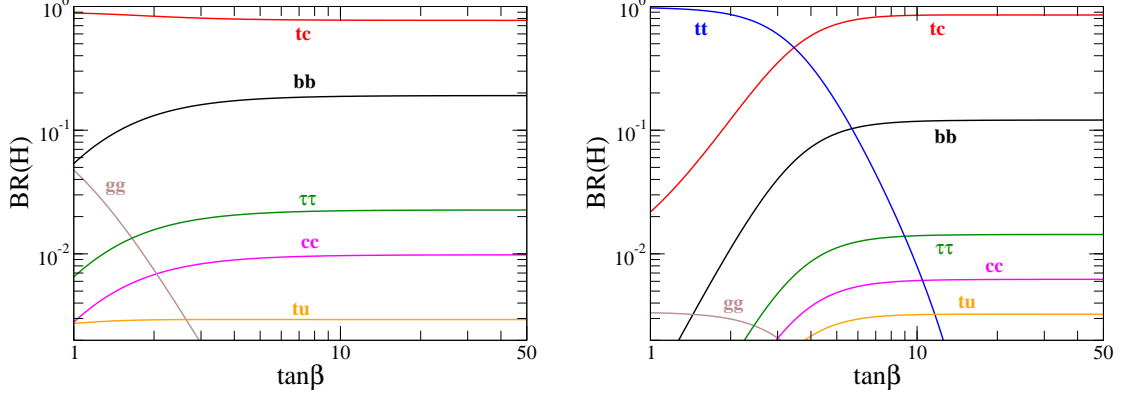 10^0
10^-1
10^-2
BR(H)
tc
bb
gg
ττ
cc
tu
1
10
50
tanβ
10^0
10^-1
10^-2
BR(H)
tt
tc
bb
ττ
cc
gg
tu
1
10
50
tanβ